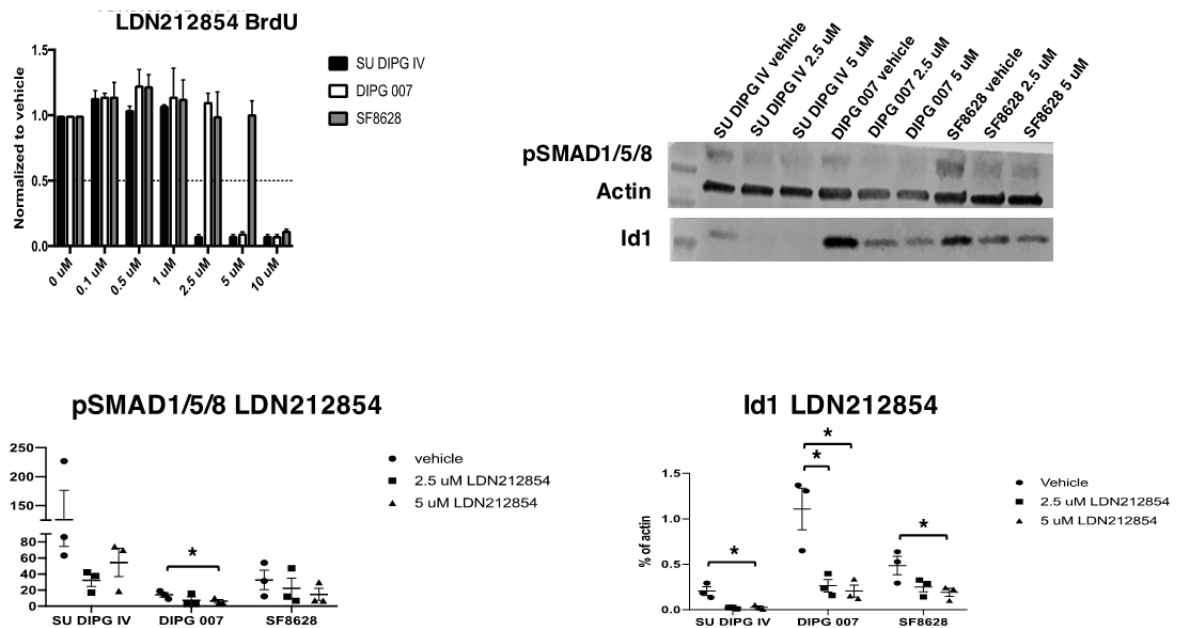 LDN212854 BrdU
Normalized to vehicle
1.5
1.0
0.5
0.0
0 uM
0.1 uM
0.5 uM
1 uM
2.5 uM
5 uM
10 uM
SU DIPG IV
DIPG 007
SF8628
SU DIPG IV vehicle
SU DIPG IV 2.5 uM
SU DIPG IV 5 uM
DIPG 007 vehicle
DIPG 007 2.5 uM
DIPG 007 5 uM
SF8628 vehicle
SF8628 2.5 uM
SF8628 5 uM
pSMAD1/5/8
Actin
Id1
pSMAD1/5/8 LDN212854
250
200
150
80
60
40
20
0
*
SU DIPG IV
DIPG 007
SF8628
vehicle
2.5 uM LDN212854
5 uM LDN212854
Id1 LDN212854
% of actin
1.5
1.0
0.5
0.0
*
*
*
*
SU DIPG IV
DIPG 007
SF8628
Vehicle
2.5 uM LDN212854
5 uM LDN212854